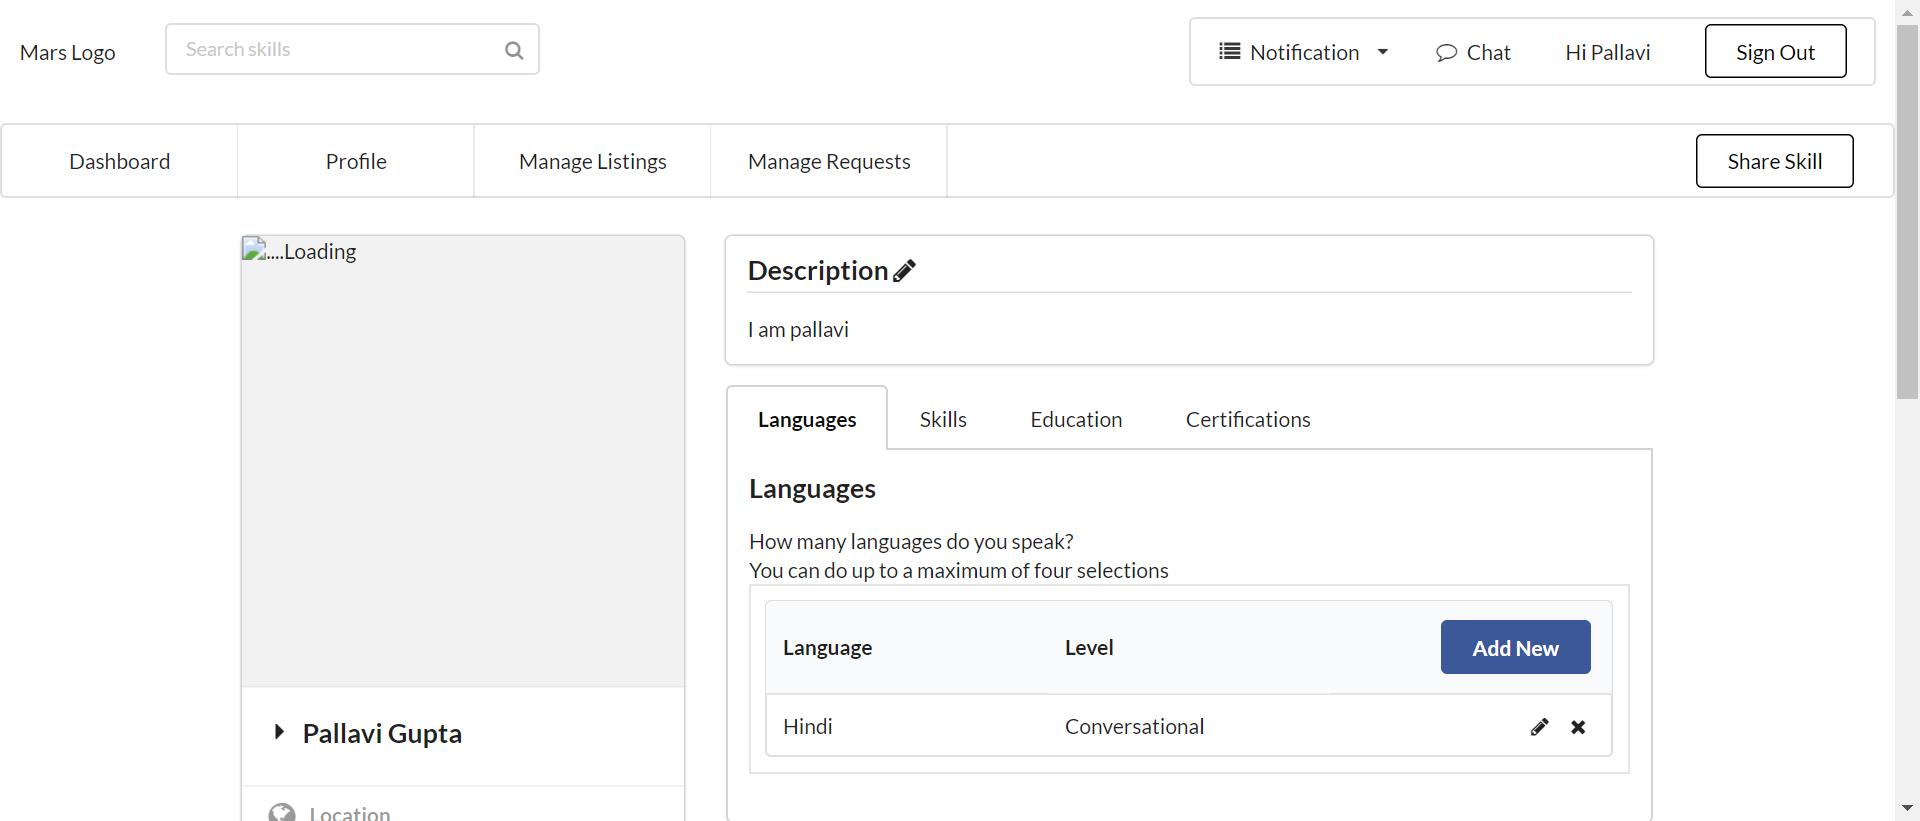 Mars Logo
Search skills
Notification
Chat
Hi Pallavi
Sign Out
Dashboard
Profile
Manage Listings
Manage Requests
Share Skill
....Loading
Pallavi Gupta
Location
Description
I am pallavi
Languages
Skills
Education
Certifications
Languages
How many languages do you speak?
You can do up to a maximum of four selections
Language
Level
Add New
Hindi
Conversational